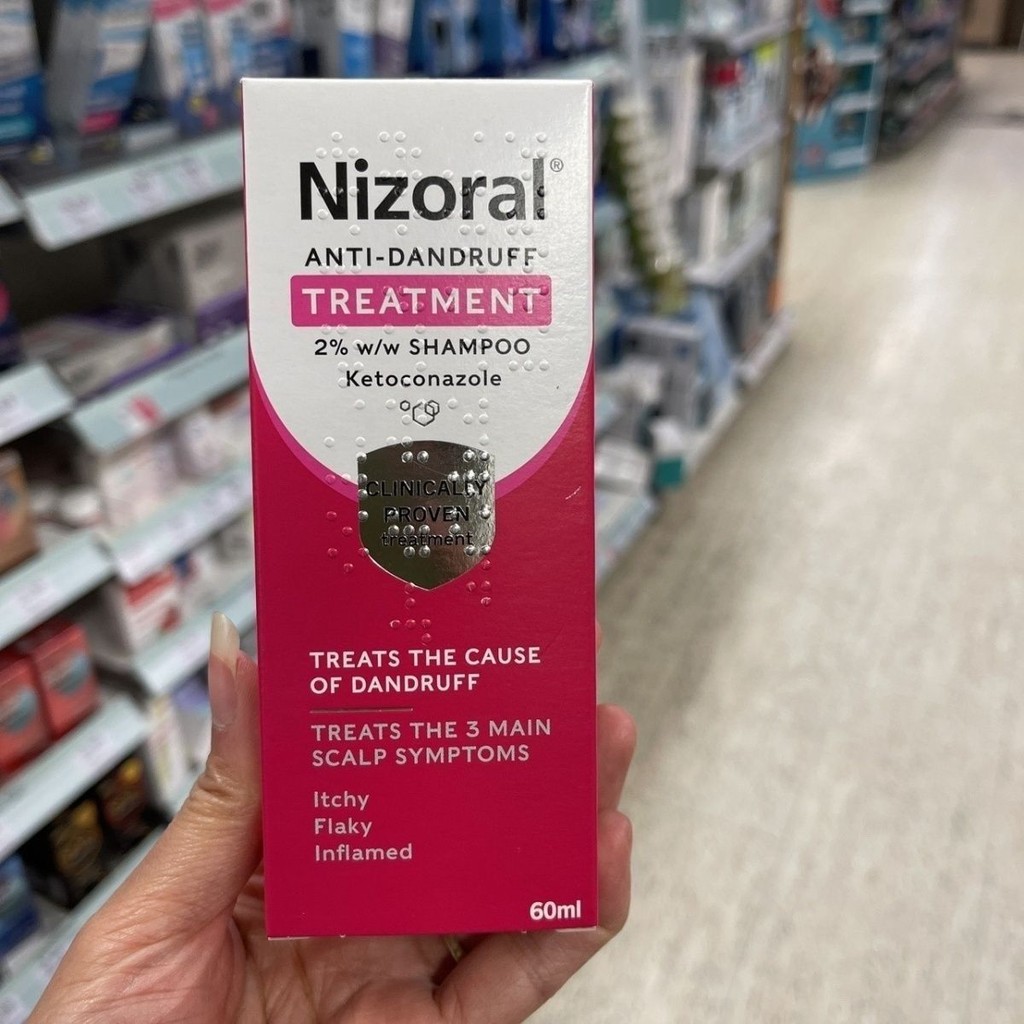 Nizoral®
ANTI-DANDRUFF
TREATMENT
2% w/w SHAMPOO
Ketoconazole
CLINICALLY
PROVEN
treatment
TREATS THE CAUSE
OF DANDRUFF
TREATS THE 3 MAIN
SCALP SYMPTOMS
Itchy
Flaky
Inflamed
60ml